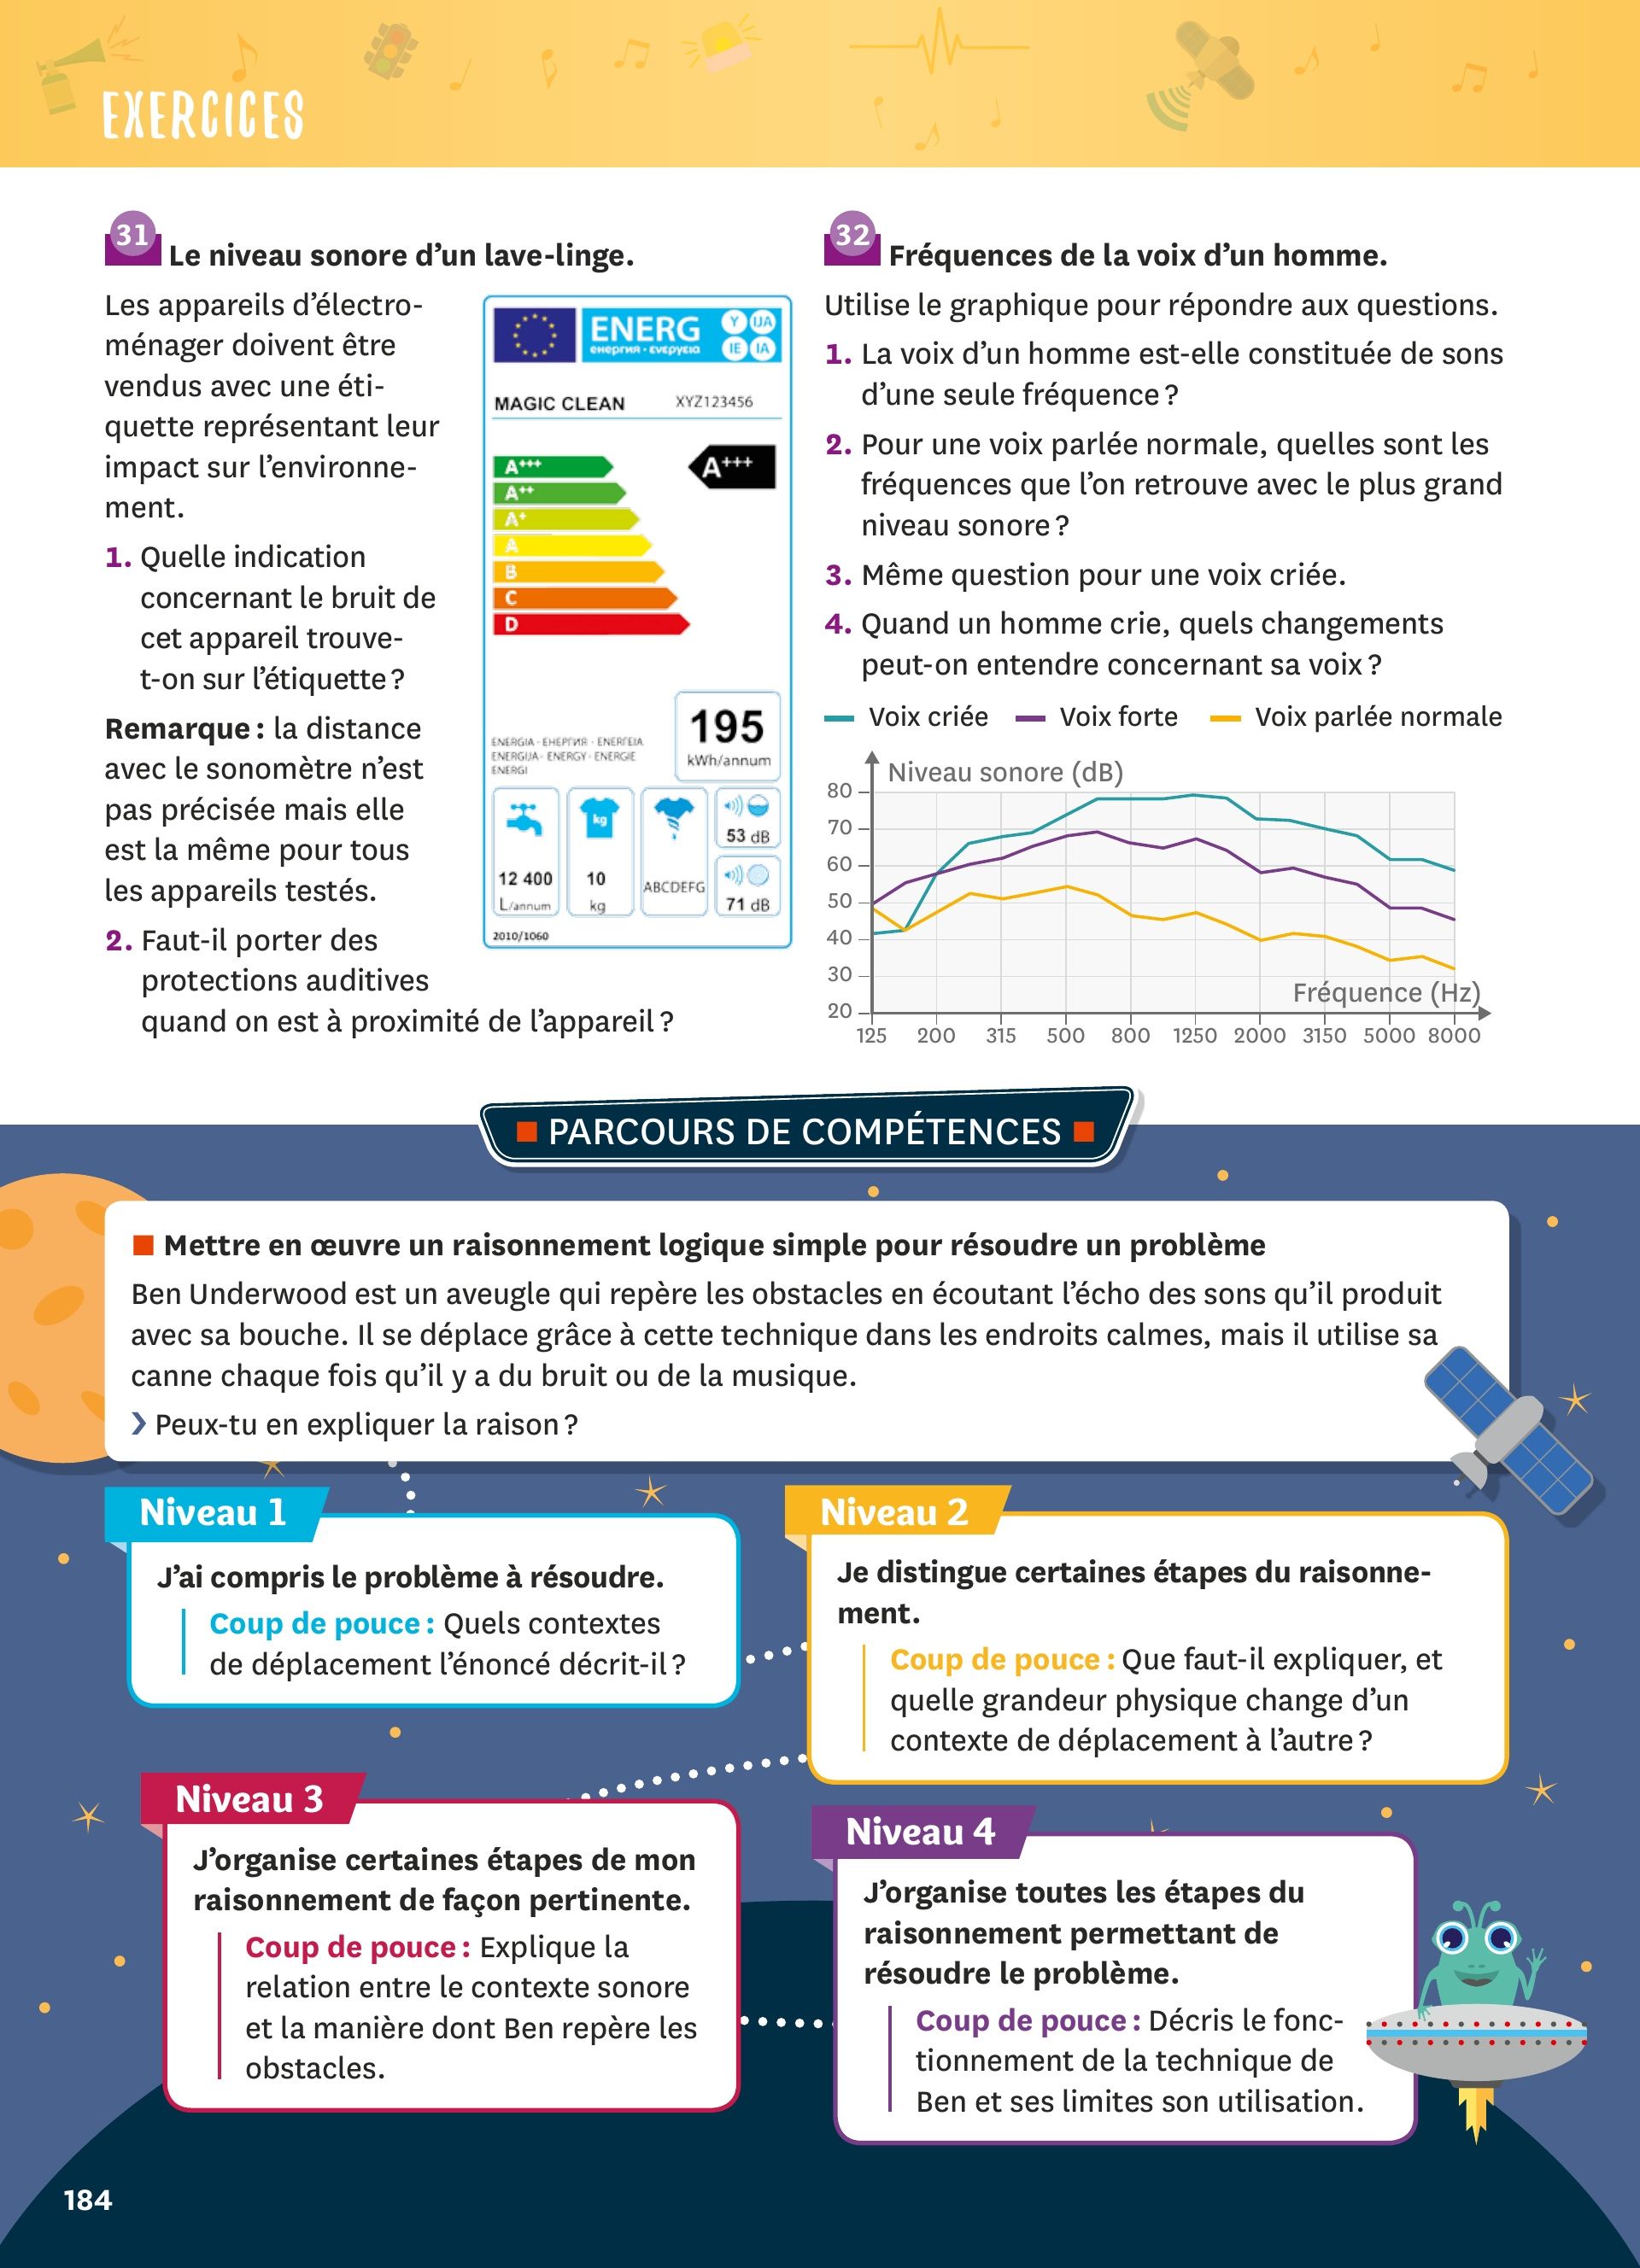 EXERCICES
31 Le niveau sonore d’un lave-linge.
Les appareils d’électro-
ménager doivent être
vendus avec une éti-
quette représentant leur
impact sur l’environne-
ment.
1. Quelle indication
concernant le bruit de
cet appareil trouve-
t-on sur l’étiquette ?
Remarque : la distance
avec le sonomètre n’est
pas précisée mais elle
est la même pour tous
les appareils testés.
2. Faut-il porter des
protections auditives
quand on est à proximité de l’appareil ?
ENERG
енергия · ενεργεια
Y UA
IE IA
MAGIC CLEAN XYZ123456
A+++
A+++
A++
A+
A
B
C
D
195
kWh/annum
ENERGIA · ЕНЕРГИЯ · ΕΝΕΡΓΕΙΑ
ENERGIJA · ENERGY · ENERGIE
ENERGI
kg
53 dB
12 400
L/annum
10
kg
ABCDEFG
71 dB
2010/1060
32 Fréquences de la voix d’un homme.
Utilise le graphique pour répondre aux questions.
1. La voix d’un homme est-elle constituée de sons
d’une seule fréquence ?
2. Pour une voix parlée normale, quelles sont les
fréquences que l’on retrouve avec le plus grand
niveau sonore ?
3. Même question pour une voix criée.
4. Quand un homme crie, quels changements
peut-on entendre concernant sa voix ?
Voix criée Voix forte Voix parlée normale
Niveau sonore (dB)
80
70
60
50
40
30
20
Fréquence (Hz)
125 200 315 500 800 1250 2000 3150 5000 8000
PARCOURS DE COMPÉTENCES
Mettre en œuvre un raisonnement logique simple pour résoudre un problème
Ben Underwood est un aveugle qui repère les obstacles en écoutant l’écho des sons qu’il produit
avec sa bouche. Il se déplace grâce à cette technique dans les endroits calmes, mais il utilise sa
canne chaque fois qu’il y a du bruit ou de la musique.
› Peux-tu en expliquer la raison ?
Niveau 1
J’ai compris le problème à résoudre.
Coup de pouce : Quels contextes
de déplacement l’énoncé décrit-il ?
Niveau 2
Je distingue certaines étapes du raisonne-
ment.
Coup de pouce : Que faut-il expliquer, et
quelle grandeur physique change d’un
contexte de déplacement à l’autre ?
Niveau 3
J’organise certaines étapes de mon
raisonnement de façon pertinente.
Coup de pouce : Explique la
relation entre le contexte sonore
et la manière dont Ben repère les
obstacles.
Niveau 4
J’organise toutes les étapes du
raisonnement permettant de
résoudre le problème.
Coup de pouce : Décris le fonc-
tionnement de la technique de
Ben et ses limites son utilisation.
184